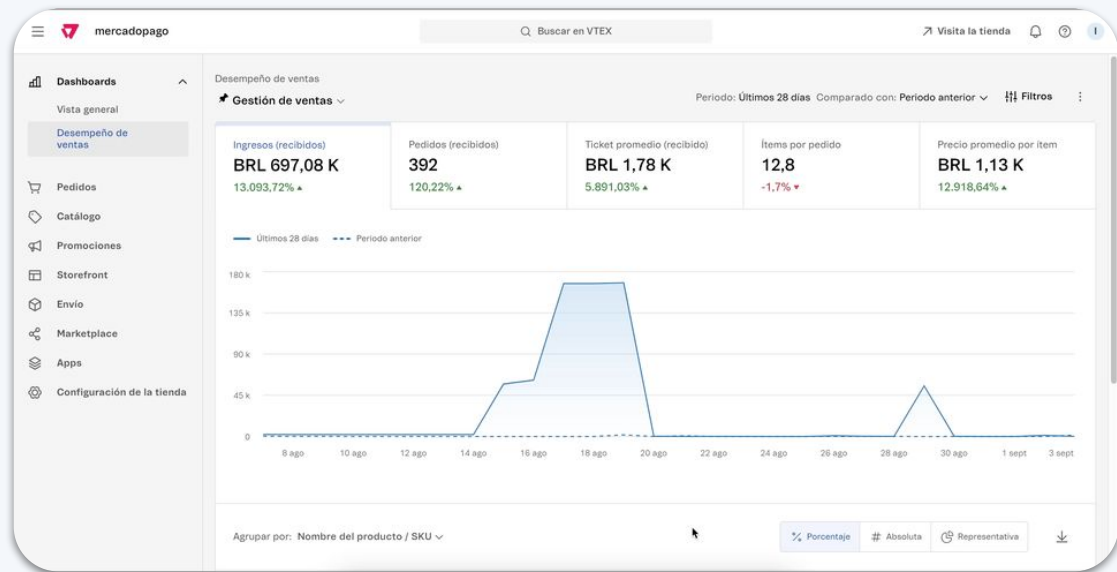 mercadopago
Buscar en VTEX
Visita la tienda
I
Dashboards
Vista general
Desempeño de
ventas
Pedidos
Catálogo
Promociones
Storefront
Envío
Marketplace
Apps
Configuración de la tienda
Desempeño de ventas
Gestión de ventas
Periodo: Últimos 28 días Comparado con: Periodo anterior
Filtros
Ingresos (recibidos)
BRL 697,08 K
13.093,72%
Pedidos (recibidos)
392
120,22%
Ticket promedio (recibido)
BRL 1,78 K
5.891,03%
Ítems por pedido
12,8
-1,7%
Precio promedio por ítem
BRL 1,13 K
12.918,64%
Últimos 28 días Periodo anterior
180 k
135 k
90 k
45 k
0
8 ago 10 ago 12 ago 14 ago 16 ago 18 ago 20 ago 22 ago 24 ago 26 ago 28 ago 30 ago 1 sept 3 sept
Agrupar por: Nombre del producto / SKU
% Porcentaje # Absoluta Representativa